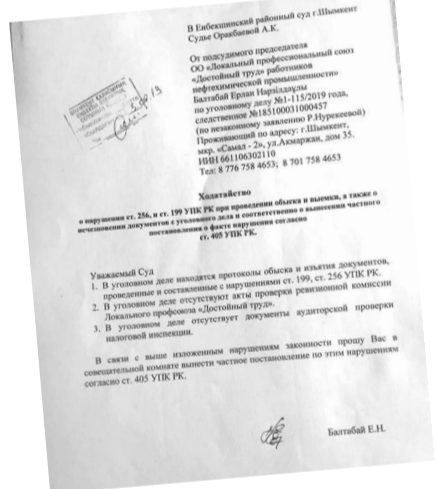 В Енбекшинский районный суд г.Шымкент
Судье Оракбаевой А.К.
От подсудимого председателя
ОО «Локальный профессиональный союз
«Достойный труд» работников
нефтехимической промышленности»
Балтабай Ерлан Нарзілдаұлы
по уголовному делу №1-115/2019 года,
следственное №185100031000457
(по незаконному заявлению Р.Нурекеевой)
Проживающий по адресу: г.Шымкент,
мкр. «Самал - 2», ул.Акмаржан, дом 35.
ИИН 661106302110
Тел: 8 776 758 4653; 8 701 758 4653
Ходатайство
о нарушении ст. 256, и ст. 199 УПК РК при проведении обыска и выемки, а также о
исчезновении документов с уголовного дела и соответственно о вынесении частного
постановления о факте нарушения согласно
ст. 405 УПК РК.
Уважаемый Суд
1. В уголовном деле находятся протоколы обыска и изъятия документов,
проведенные и составленные с нарушениями ст. 199, ст. 256 УПК РК.
2. В уголовном деле отсутствуют акты проверки ревизионной комиссии
Локального профсоюза «Достойный труд».
3. В уголовном деле отсутствует документы аудиторской проверки
налоговой инспекции.
В связи с выше изложенным нарушениям законности прошу Вас в
совещательной комнате вынести частное постановление по этим нарушениям
согласно ст. 405 УПК РК.
Балтабай Е.Н.